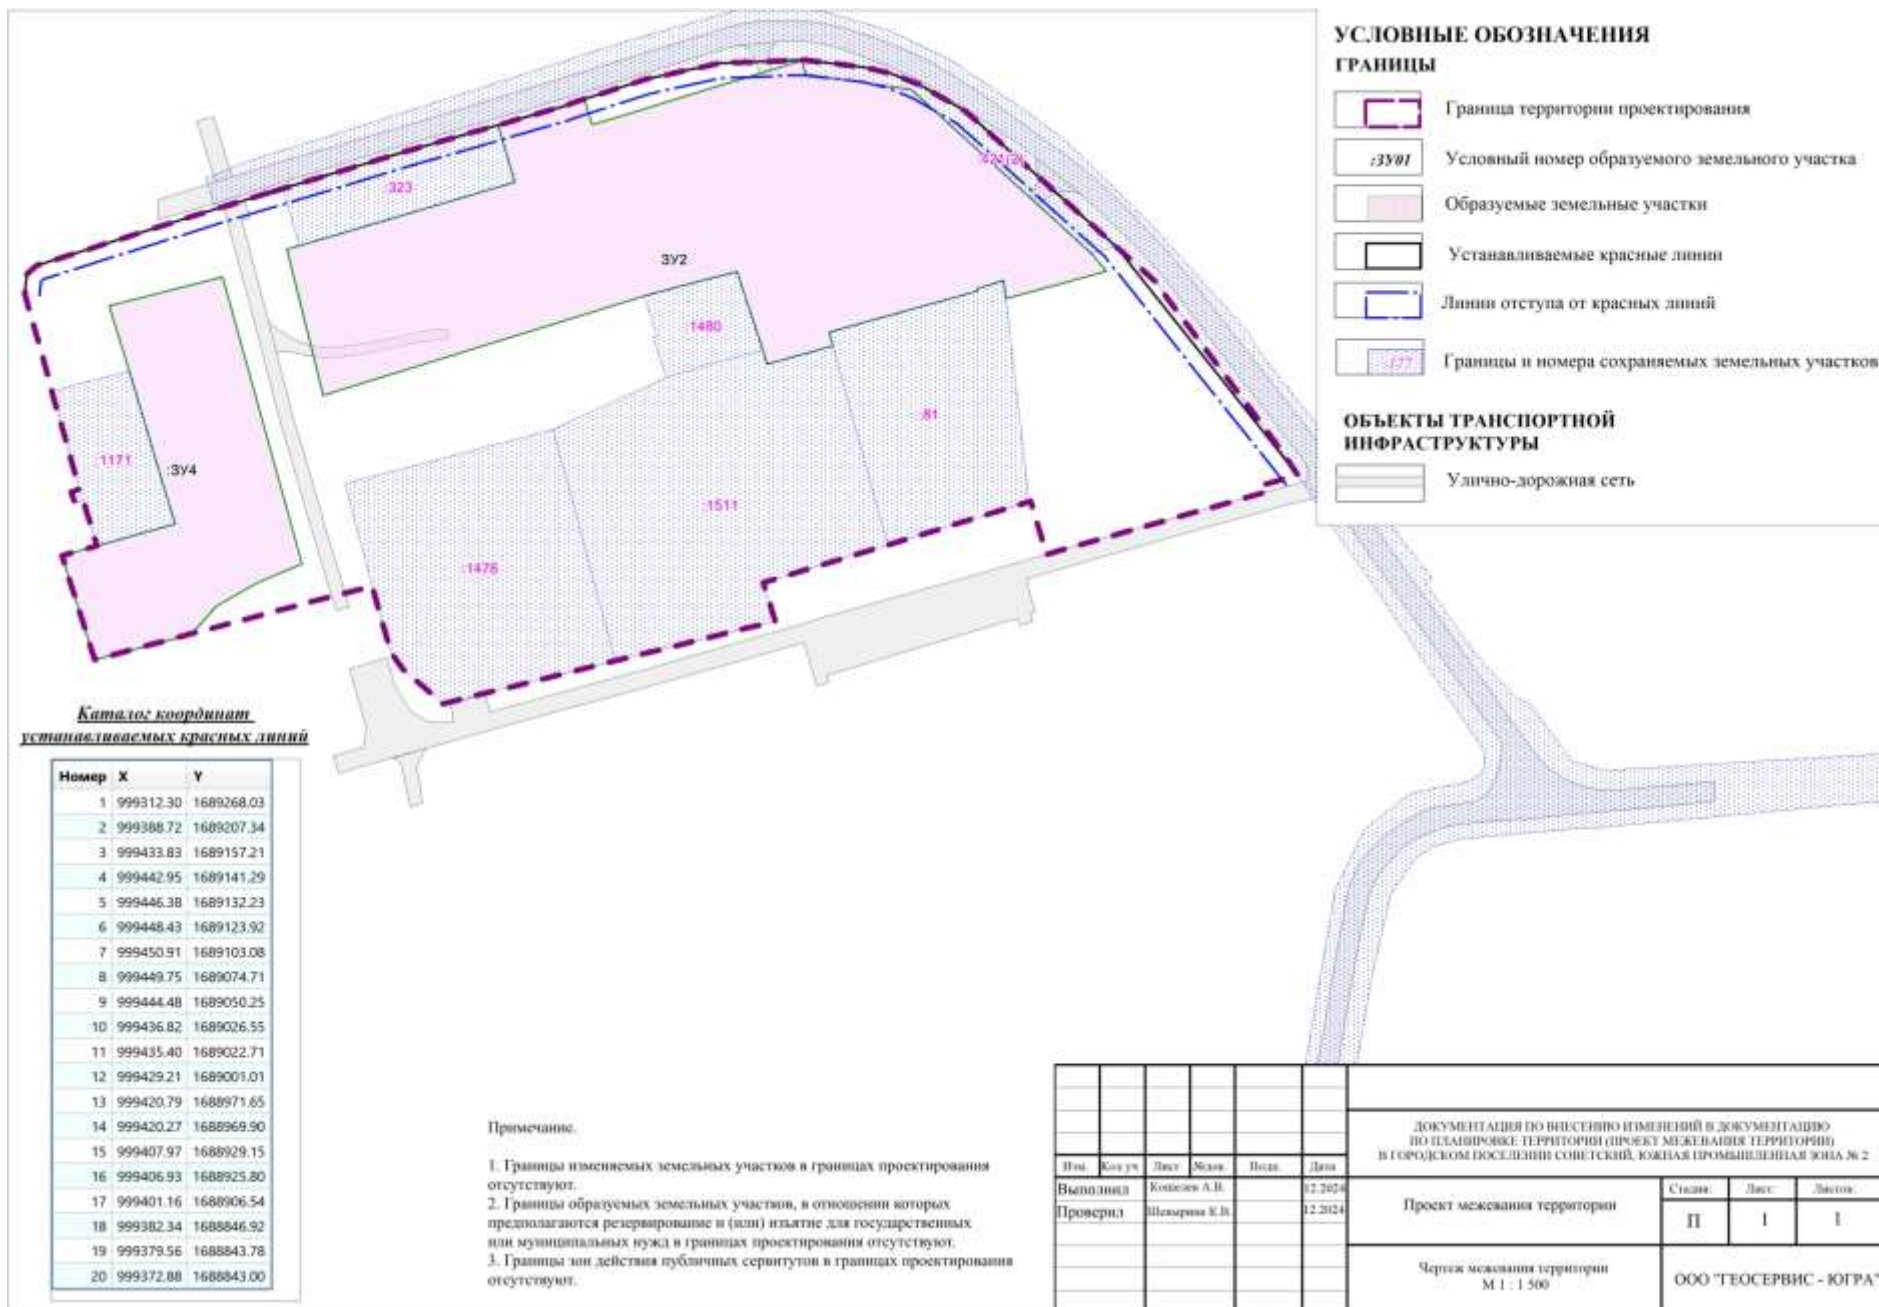 УСЛОВНЫЕ ОБОЗНАЧЕНИЯ
ГРАНИЦЫ
Граница территории проектирования
:ЗУ01 Условный номер образуемого земельного участка
Образуемые земельные участки
Устанавливаемые красные линии
Линии отступа от красных линий
Границы и номера сохраняемых земельных участков
ОБЪЕКТЫ ТРАНСПОРТНОЙ
ИНФРАСТРУКТУРЫ
Улично-дорожная сеть
:323
:421(2)
ЗУ2
:1480
:81
:1171
:ЗУ4
:1511
:1478
Каталог координат
устанавливаемых красных линий
Номер X Y
1 999312.30 1689268.03
2 999388.72 1689207.34
3 999433.83 1689157.21
4 999442.95 1689141.29
5 999446.38 1689132.23
6 999448.43 1689123.92
7 999450.91 1689103.08
8 999449.75 1689074.71
9 999444.48 1689050.25
10 999436.82 1689026.55
11 999435.40 1689022.71
12 999429.21 1689001.01
13 999420.79 1688971.65
14 999420.27 1688969.90
15 999407.97 1688929.15
16 999406.93 1688925.80
17 999401.16 1688906.54
18 999382.34 1688846.92
19 999379.56 1688843.78
20 999372.88 1688843.00
Примечание.
1. Границы изменяемых земельных участков в границах проектирования
отсутствуют.
2. Границы образуемых земельных участков, в отношении которых
предполагаются резервирование и (или) изъятие для государственных
или муниципальных нужд в границах проектирования отсутствуют.
3. Границы зон действия публичных сервитутов в границах проектирования
отсутствуют.
ДОКУМЕНТАЦИЯ ПО ВНЕСЕНИЮ ИЗМЕНЕНИЙ В ДОКУМЕНТАЦИЮ
ПО ПЛАНИРОВКЕ ТЕРРИТОРИИ (ПРОЕКТ МЕЖЕВАНИЯ ТЕРРИТОРИИ)
В ГОРОДСКОМ ПОСЕЛЕНИИ СОВЕТСКИЙ, ЮЖНАЯ ПРОМЫШЛЕННАЯ ЗОНА № 2
Изм. Кол.уч Лист №док. Подп. Дата
Выполнил Кошелев А.В. 12.2024
Проверил Шевырина К.В. 12.2024
Проект межевания территории
Стадия: Лист: Листов:
П 1 1
Чертеж межевания территории
М 1 : 1 500
ООО "ГЕОСЕРВИС - ЮГРА"